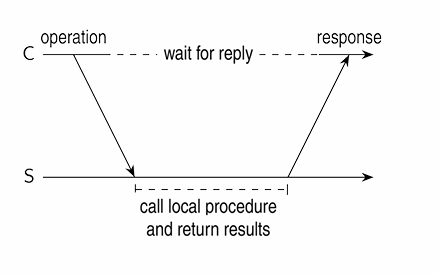 operation
response
C
wait for reply
S
call local procedure
and return results